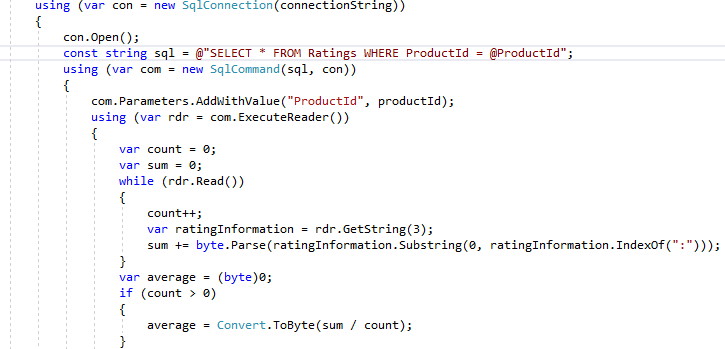 using (var con = new SqlConnection(connectionString))
{
con.Open();
const string sql = @"SELECT * FROM Ratings WHERE ProductId = @ProductId";
using (var com = new SqlCommand(sql, con))
{
com.Parameters.AddWithValue("ProductId", productId);
using (var rdr = com.ExecuteReader())
{
var count = 0;
var sum = 0;
while (rdr.Read())
{
count++;
var ratingInformation = rdr.GetString(3);
sum += byte.Parse(ratingInformation.Substring(0, ratingInformation.IndexOf(":")));
}
var average = (byte)0;
if (count > 0)
{
average = Convert.ToByte(sum / count);
}